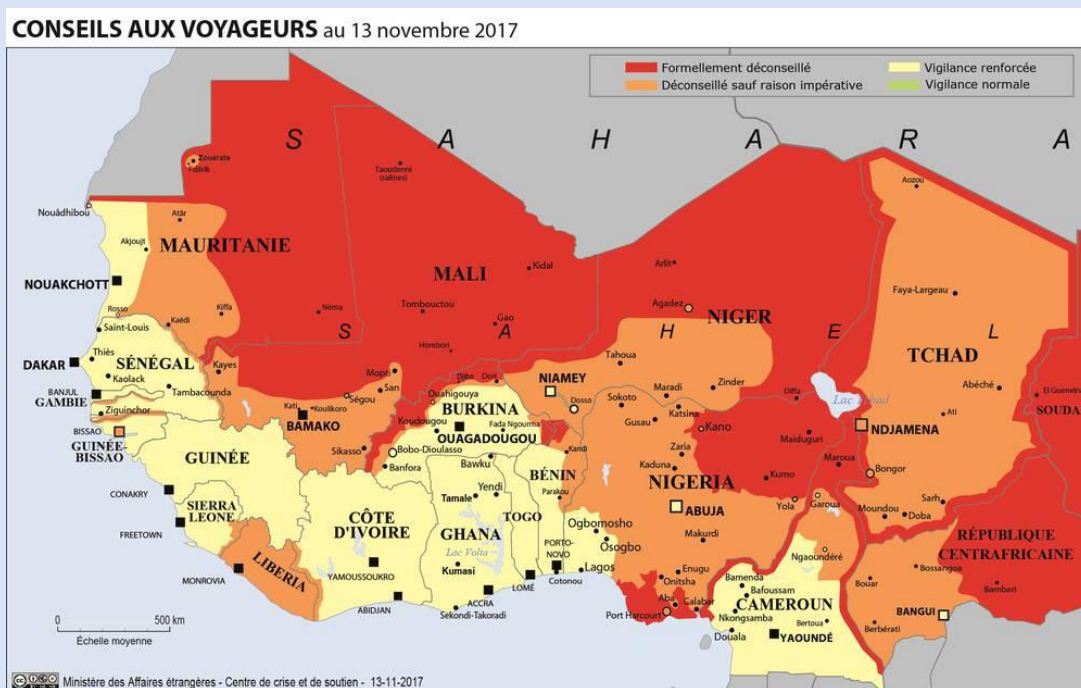 CONSEILS AUX VOYAGEURS au 13 novembre 2017
Formellement déconseillé
Déconseillé sauf raison impérative
Vigilance renforcée
Vigilance normale
S A H A R A
S A H E L
Zouérate
Fdérik
Taoudenni
(salines)
Aozou
Nouâdhibou
Atâr
Akjoujt
MAURITANIE
MALI
Kidal
Arlit
NOUAKCHOTT
Rosso
Kiffa
Néma
Tombouctou
Gao
Agadez
NIGER
Faya-Largeau
Saint-Louis
Kaédi
Hombori
Tahoua
TCHAD
DAKAR
Thiès
SÉNÉGAL
Kaolack
Kayes
Mopti
San
Djibo
Dori
NIAMEY
Dosso
Maradi
Zinder
Diffa
Lac Tchad
Abéché
El Gueneina
SOUDA
BANJUL
GAMBIE
Tambacounda
Ziguinchor
Kati
Koulikoro
Ségou
BAMAKO
Ouahigouya
BURKINA
Koudougou
OUAGADOUGOU
Fada Ngourma
Sokoto
Katsina
Gusau
Kano
Maiduguri
NDJAMENA
Ati
BISSAO
GUINÉE-
BISSAO
GUINÉE
Sikasso
Bobo-Dioulasso
Banfora
Bawku
BÉNIN
Kandi
Zaria
Kaduna
Kumo
Maroua
Bongor
CONAKRY
SIERRA
LEONE
FREETOWN
CÔTE
D'IVOIRE
Tamale
Yendi
GHANA
TOGO
Parakou
NIGERIA
ABUJA
Yola
Garoua
Moundou
Doba
Sarh
LIBERIA
MONROVIA
YAMOUSSOUKRO
ABIDJAN
Lac Volta
Kumasi
ACCRA
Sekondi-Takoradi
LOMÉ
PORTO-
NOVO
Cotonou
Ogbomosho
Osogbo
Lagos
Makurdi
Enugu
Onitsha
Aba
Calabar
Port Harcourt
Ngaoundéré
Bamenda
Bafoussam
CAMEROUN
Nkongsamba
Bertoua
Douala
YAOUNDÉ
RÉPUBLIQUE
CENTRAFRICAINE
Bossangoa
Bouar
Bambari
BANGUI
Berbérati
0 500 km
Échelle moyenne
Ministère des Affaires étrangères - Centre de crise et de soutien - 13-11-2017